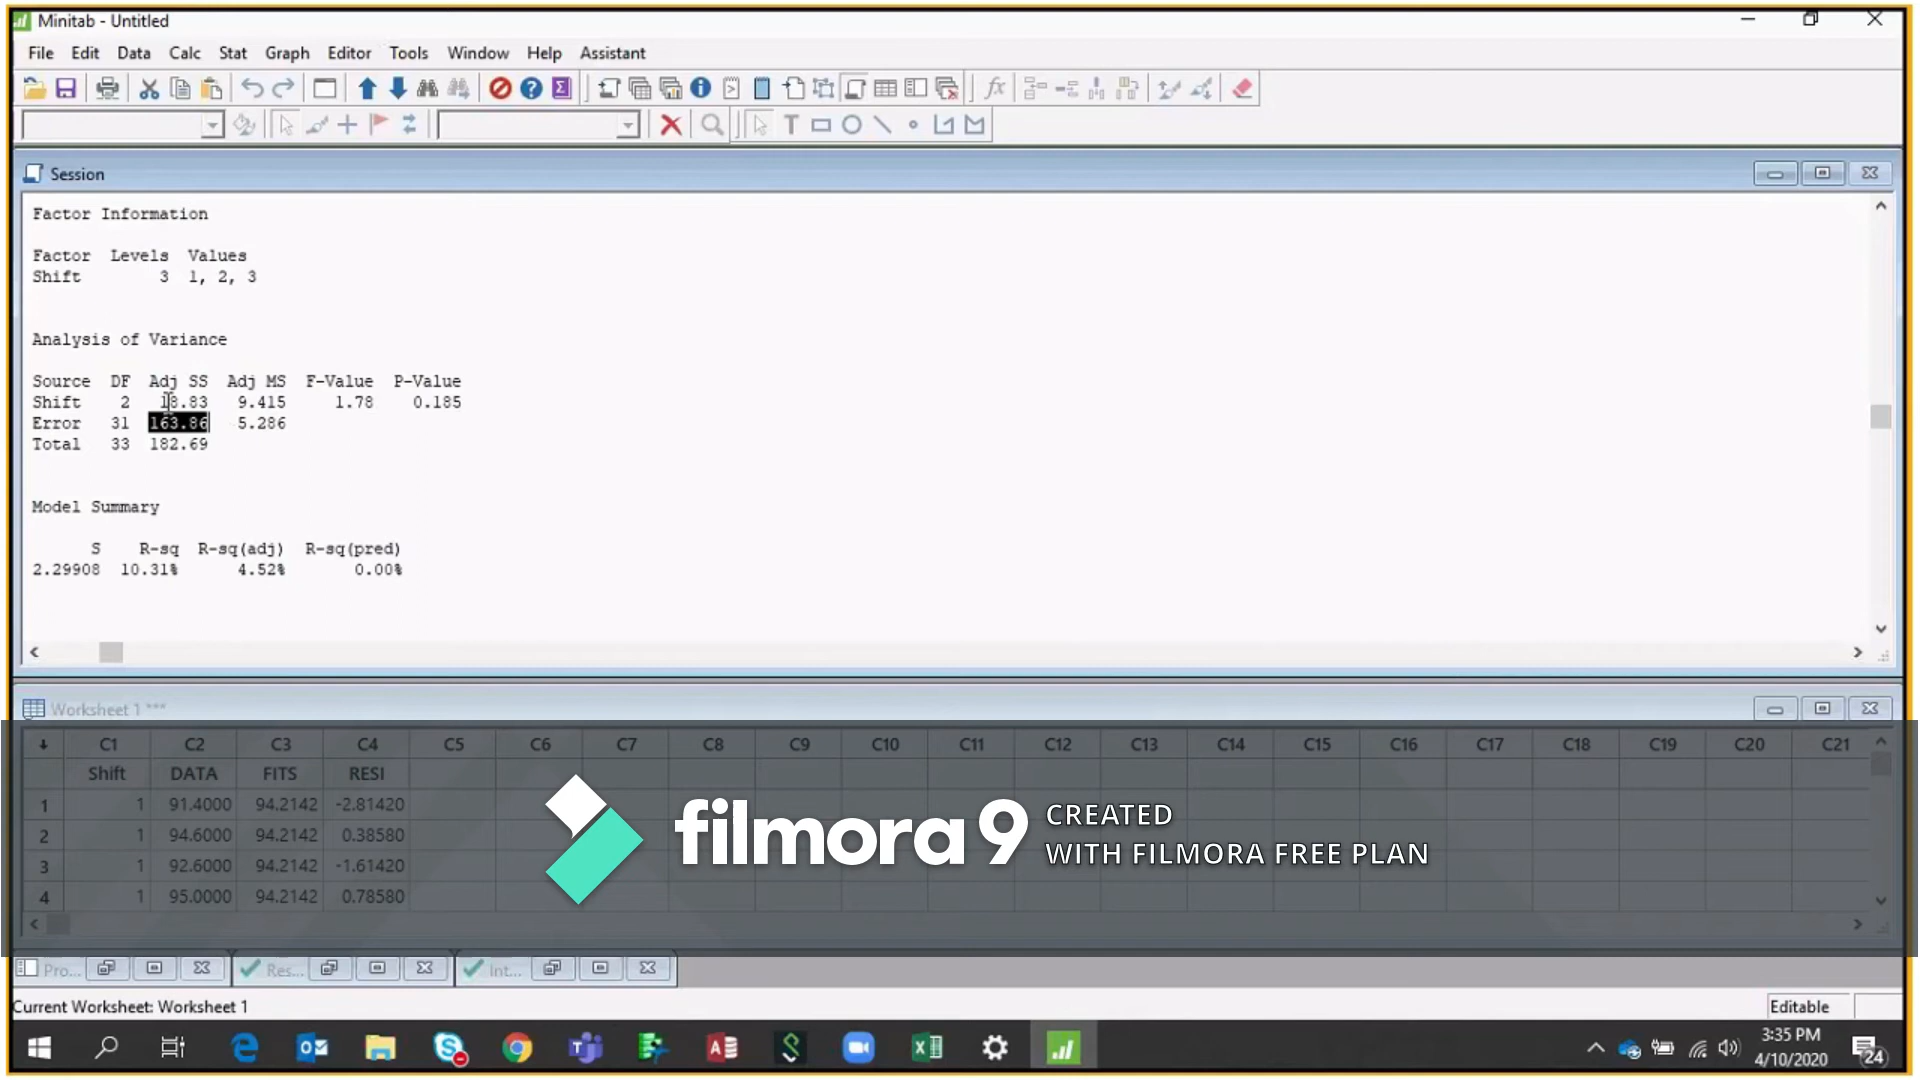 Minitab - Untitled
File Edit Data Calc Stat Graph Editor Tools Window Help Assistant
Session
Factor Information
Factor Levels Values
Shift 3 1, 2, 3
Analysis of Variance
Source DF Adj SS Adj MS F-Value P-Value
Shift 2 18.83 9.415 1.78 0.185
Error 31 163.86 5.286
Total 33 182.69
Model Summary
S R-sq R-sq(adj) R-sq(pred)
2.29908 10.31% 4.52% 0.00%
Worksheet 1 ***
C1 C2 C3 C4 C5 C6 C7 C8 C9 C10 C11 C12 C13 C14 C15 C16 C17 C18 C19 C20 C21
Shift DATA FITS RESI
1 1 91.4000 94.2142 -2.81420
2 1 94.6000 94.2142 0.38580
3 1 92.6000 94.2142 -1.61420
4 1 95.0000 94.2142 0.78580
filmora 9 CREATED
WITH FILMORA FREE PLAN
Pro... Res... Int...
Current Worksheet: Worksheet 1 Editable
3:35 PM
4/10/2020
24